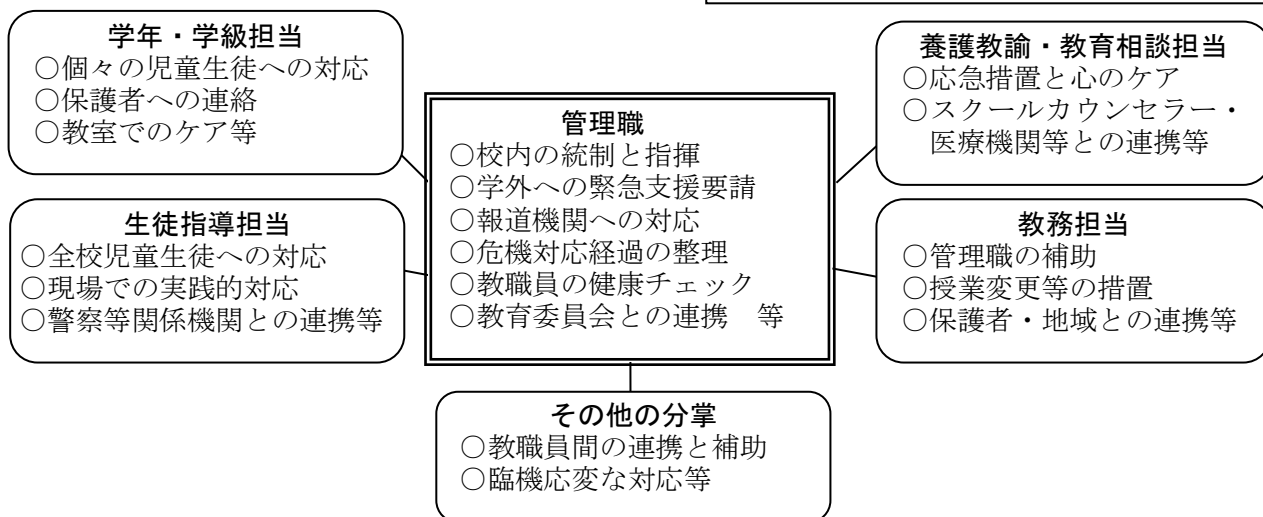 学年・学級担当
○個々の児童生徒への対応
○保護者への連絡
○教室でのケア等
養護教諭・教育相談担当
○応急措置と心のケア
○スクールカウンセラー・
医療機関等との連携等
管理職
○校内の統制と指揮
○学外への緊急支援要請
○報道機関への対応
○危機対応経過の整理
○教職員の健康チェック
○教育委員会との連携　等
生徒指導担当
○全校児童生徒への対応
○現場での実践的対応
○警察等関係機関との連携等
教務担当
○管理職の補助
○授業変更等の措置
○保護者・地域との連携等
その他の分掌
○教職員間の連携と補助
○臨機応変な対応等